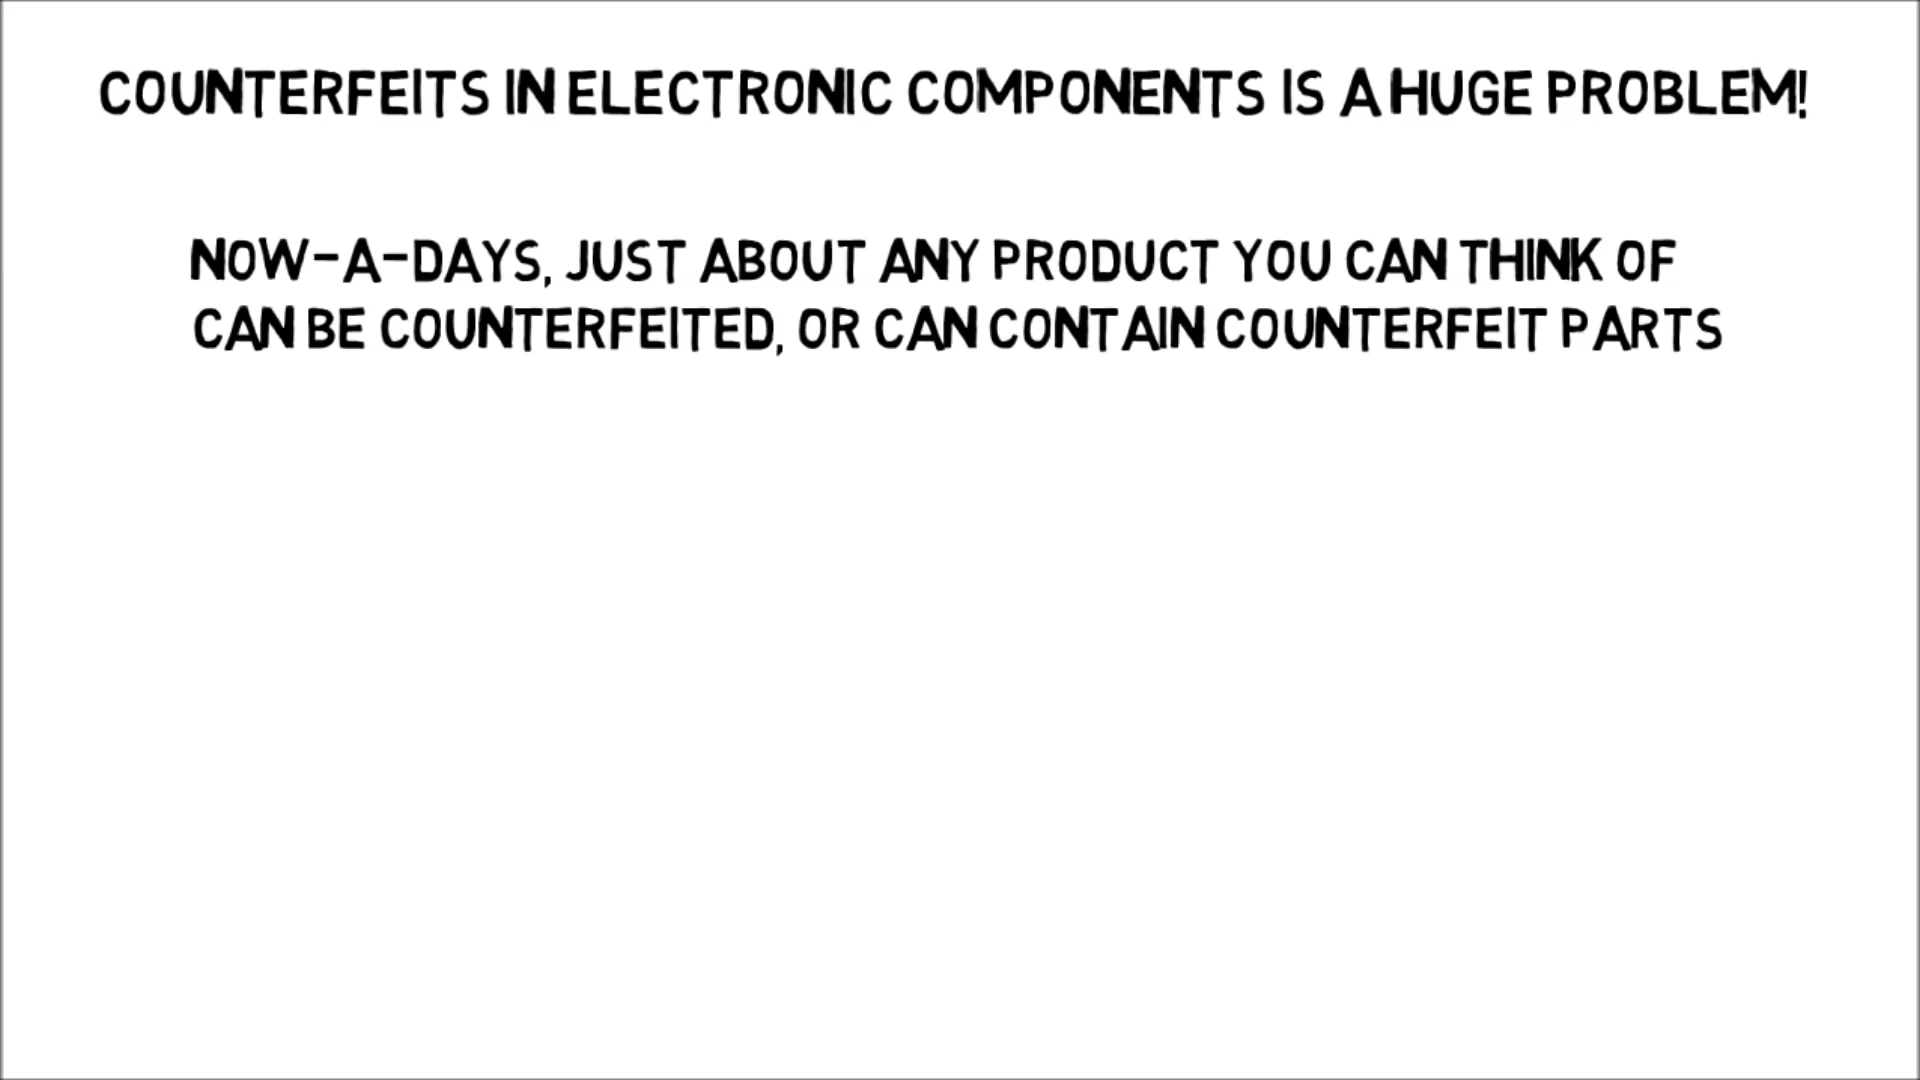 COUNTERFEITS IN ELECTRONIC COMPONENTS IS A HUGE PROBLEM!
NOW-A-DAYS, JUST ABOUT ANY PRODUCT YOU CAN THINK OF
CAN BE COUNTERFEITED, OR CAN CONTAIN COUNTERFEIT PARTS